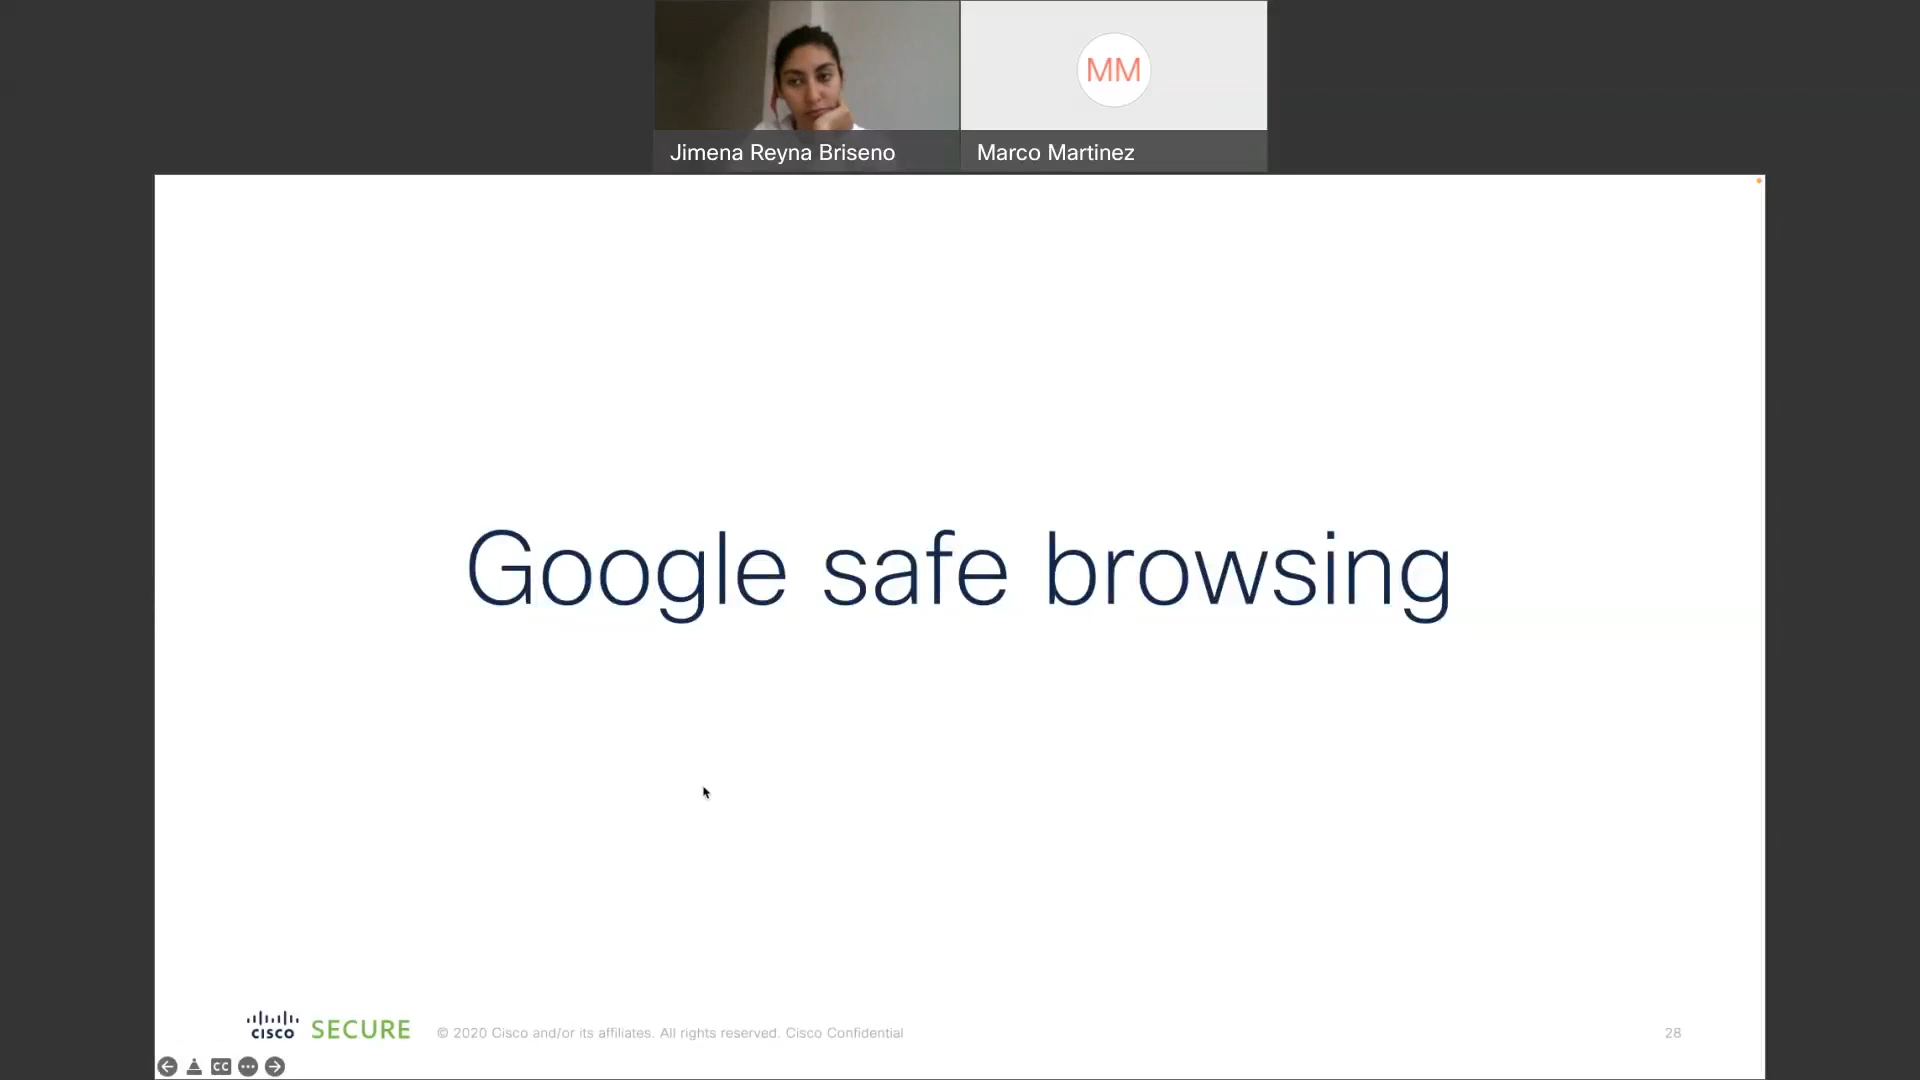 MM
Jimena Reyna Briseno
Marco Martinez
Google safe browsing
CISCO SECURE © 2020 Cisco and/or its affiliates. All rights reserved. Cisco Confidential 28
CC